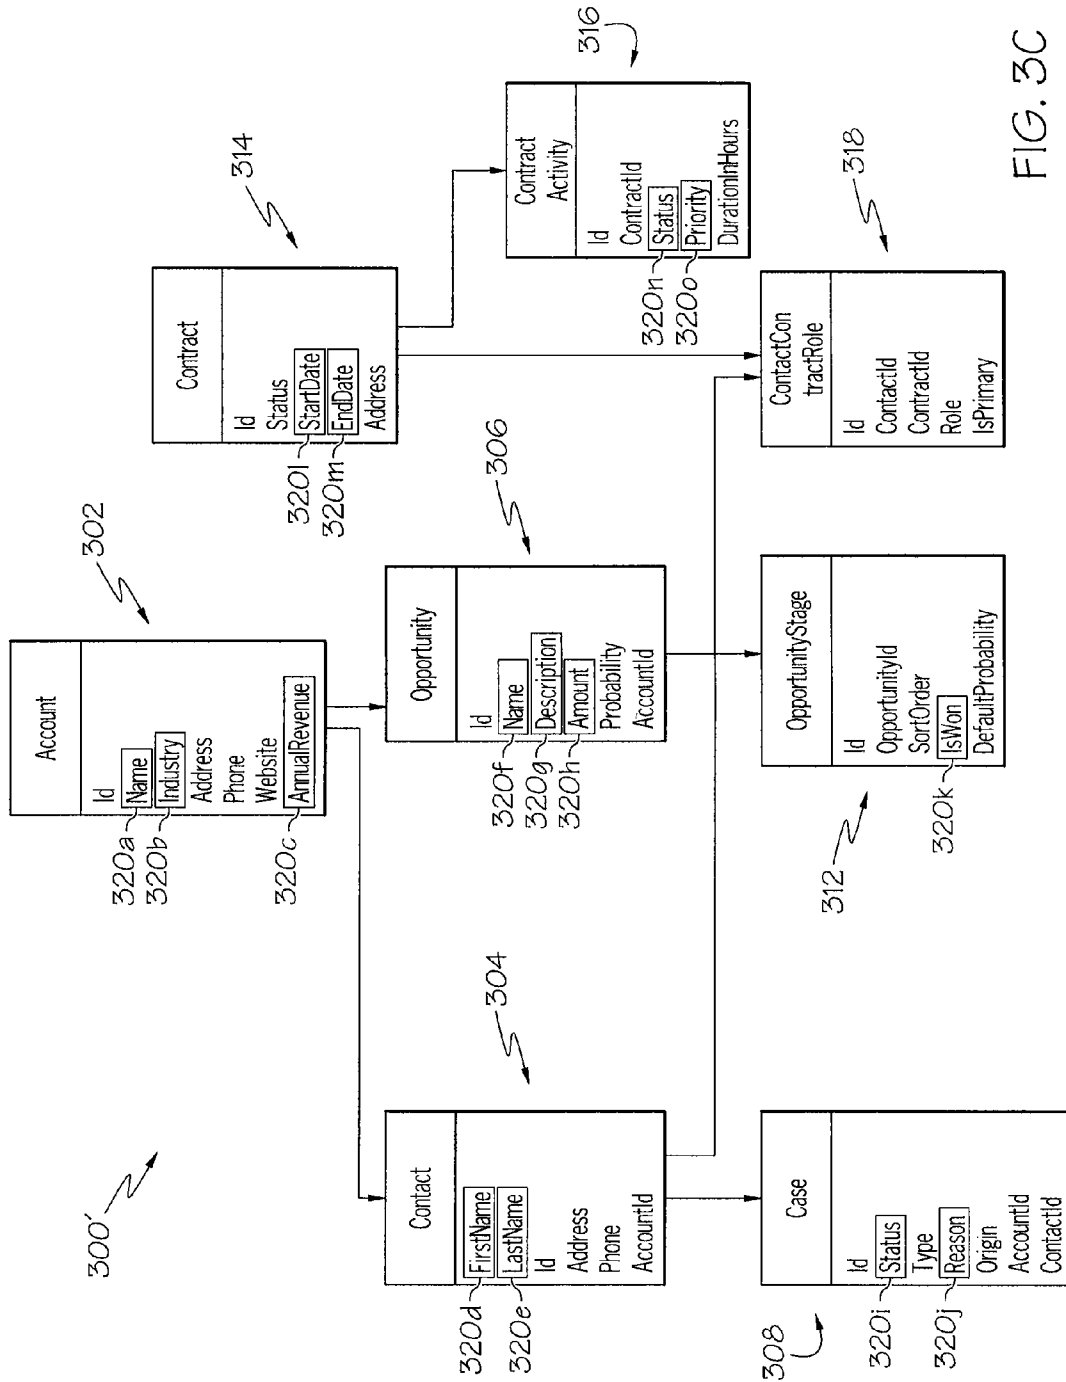 300'
Account
Id
Name
Industry
Address
Phone
Website
AnnualRevenue
302
320a
320b
320c
Contract
Id
Status
StartDate
EndDate
Address
314
320l
320m
Contact
FirstName
LastName
Id
Address
Phone
AccountId
304
320d
320e
Opportunity
Id
Name
Description
Amount
Probability
AccountId
306
320f
320g
320h
Contract
Activity
Id
ContractId
Status
Priority
DurationInHours
316
320n
320o
Case
Id
Status
Type
Reason
Origin
AccountId
ContactId
308
320i
320j
OpportunityStage
Id
OpportunityId
SortOrder
IsWon
DefaultProbability
312
320k
ContactCon
tractRole
Id
ContactId
ContractId
Role
IsPrimary
318
FIG. 3C